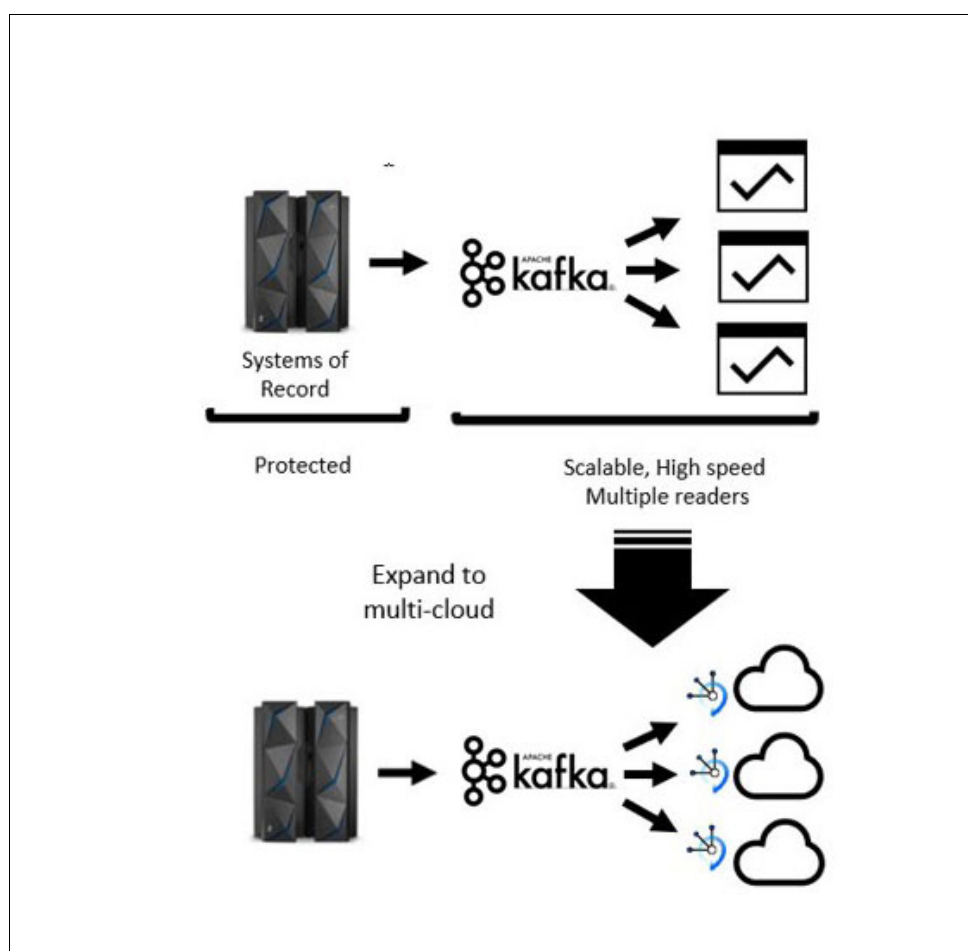 APACHE
kafka
Systems of
Record
Protected
Scalable, High speed
Multiple readers
Expand to
multi-cloud
APACHE
kafka